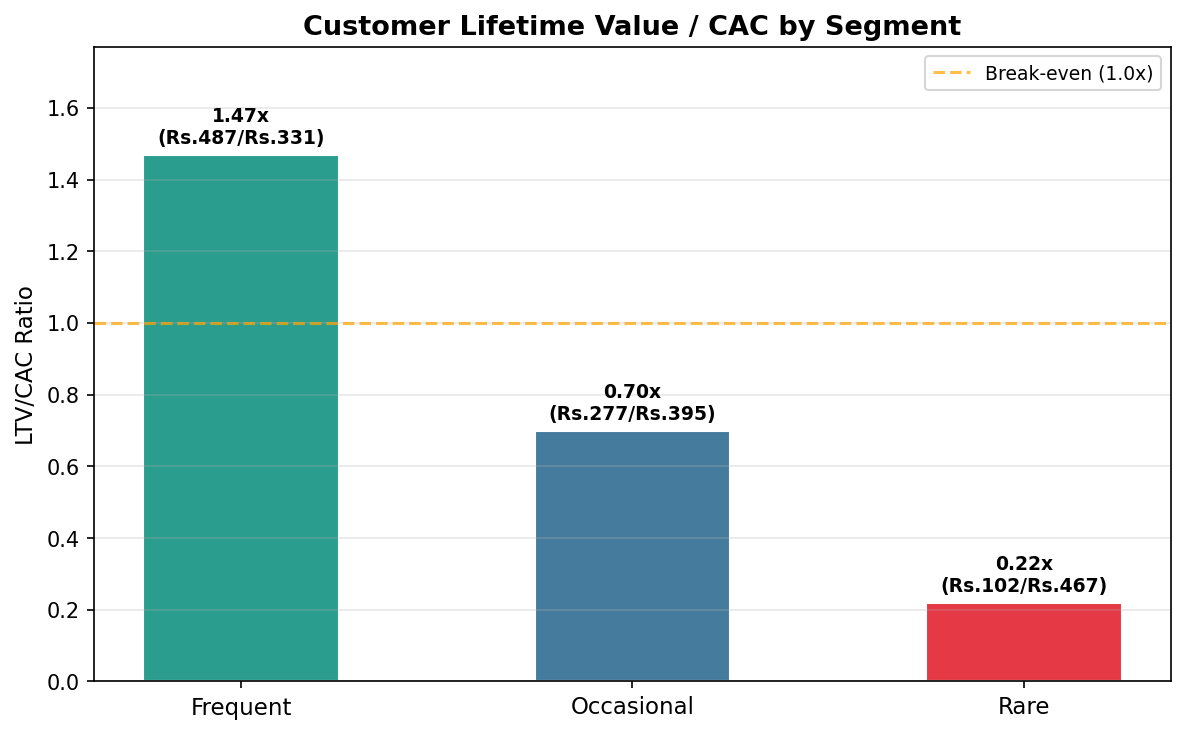 Customer Lifetime Value / CAC by Segment
Break-even (1.0x)
LTV/CAC Ratio
1.6
1.4
1.2
1.0
0.8
0.6
0.4
0.2
0.0
1.47x
(Rs.487/Rs.331)
0.70x
(Rs.277/Rs.395)
0.22x
(Rs.102/Rs.467)
Frequent
Occasional
Rare